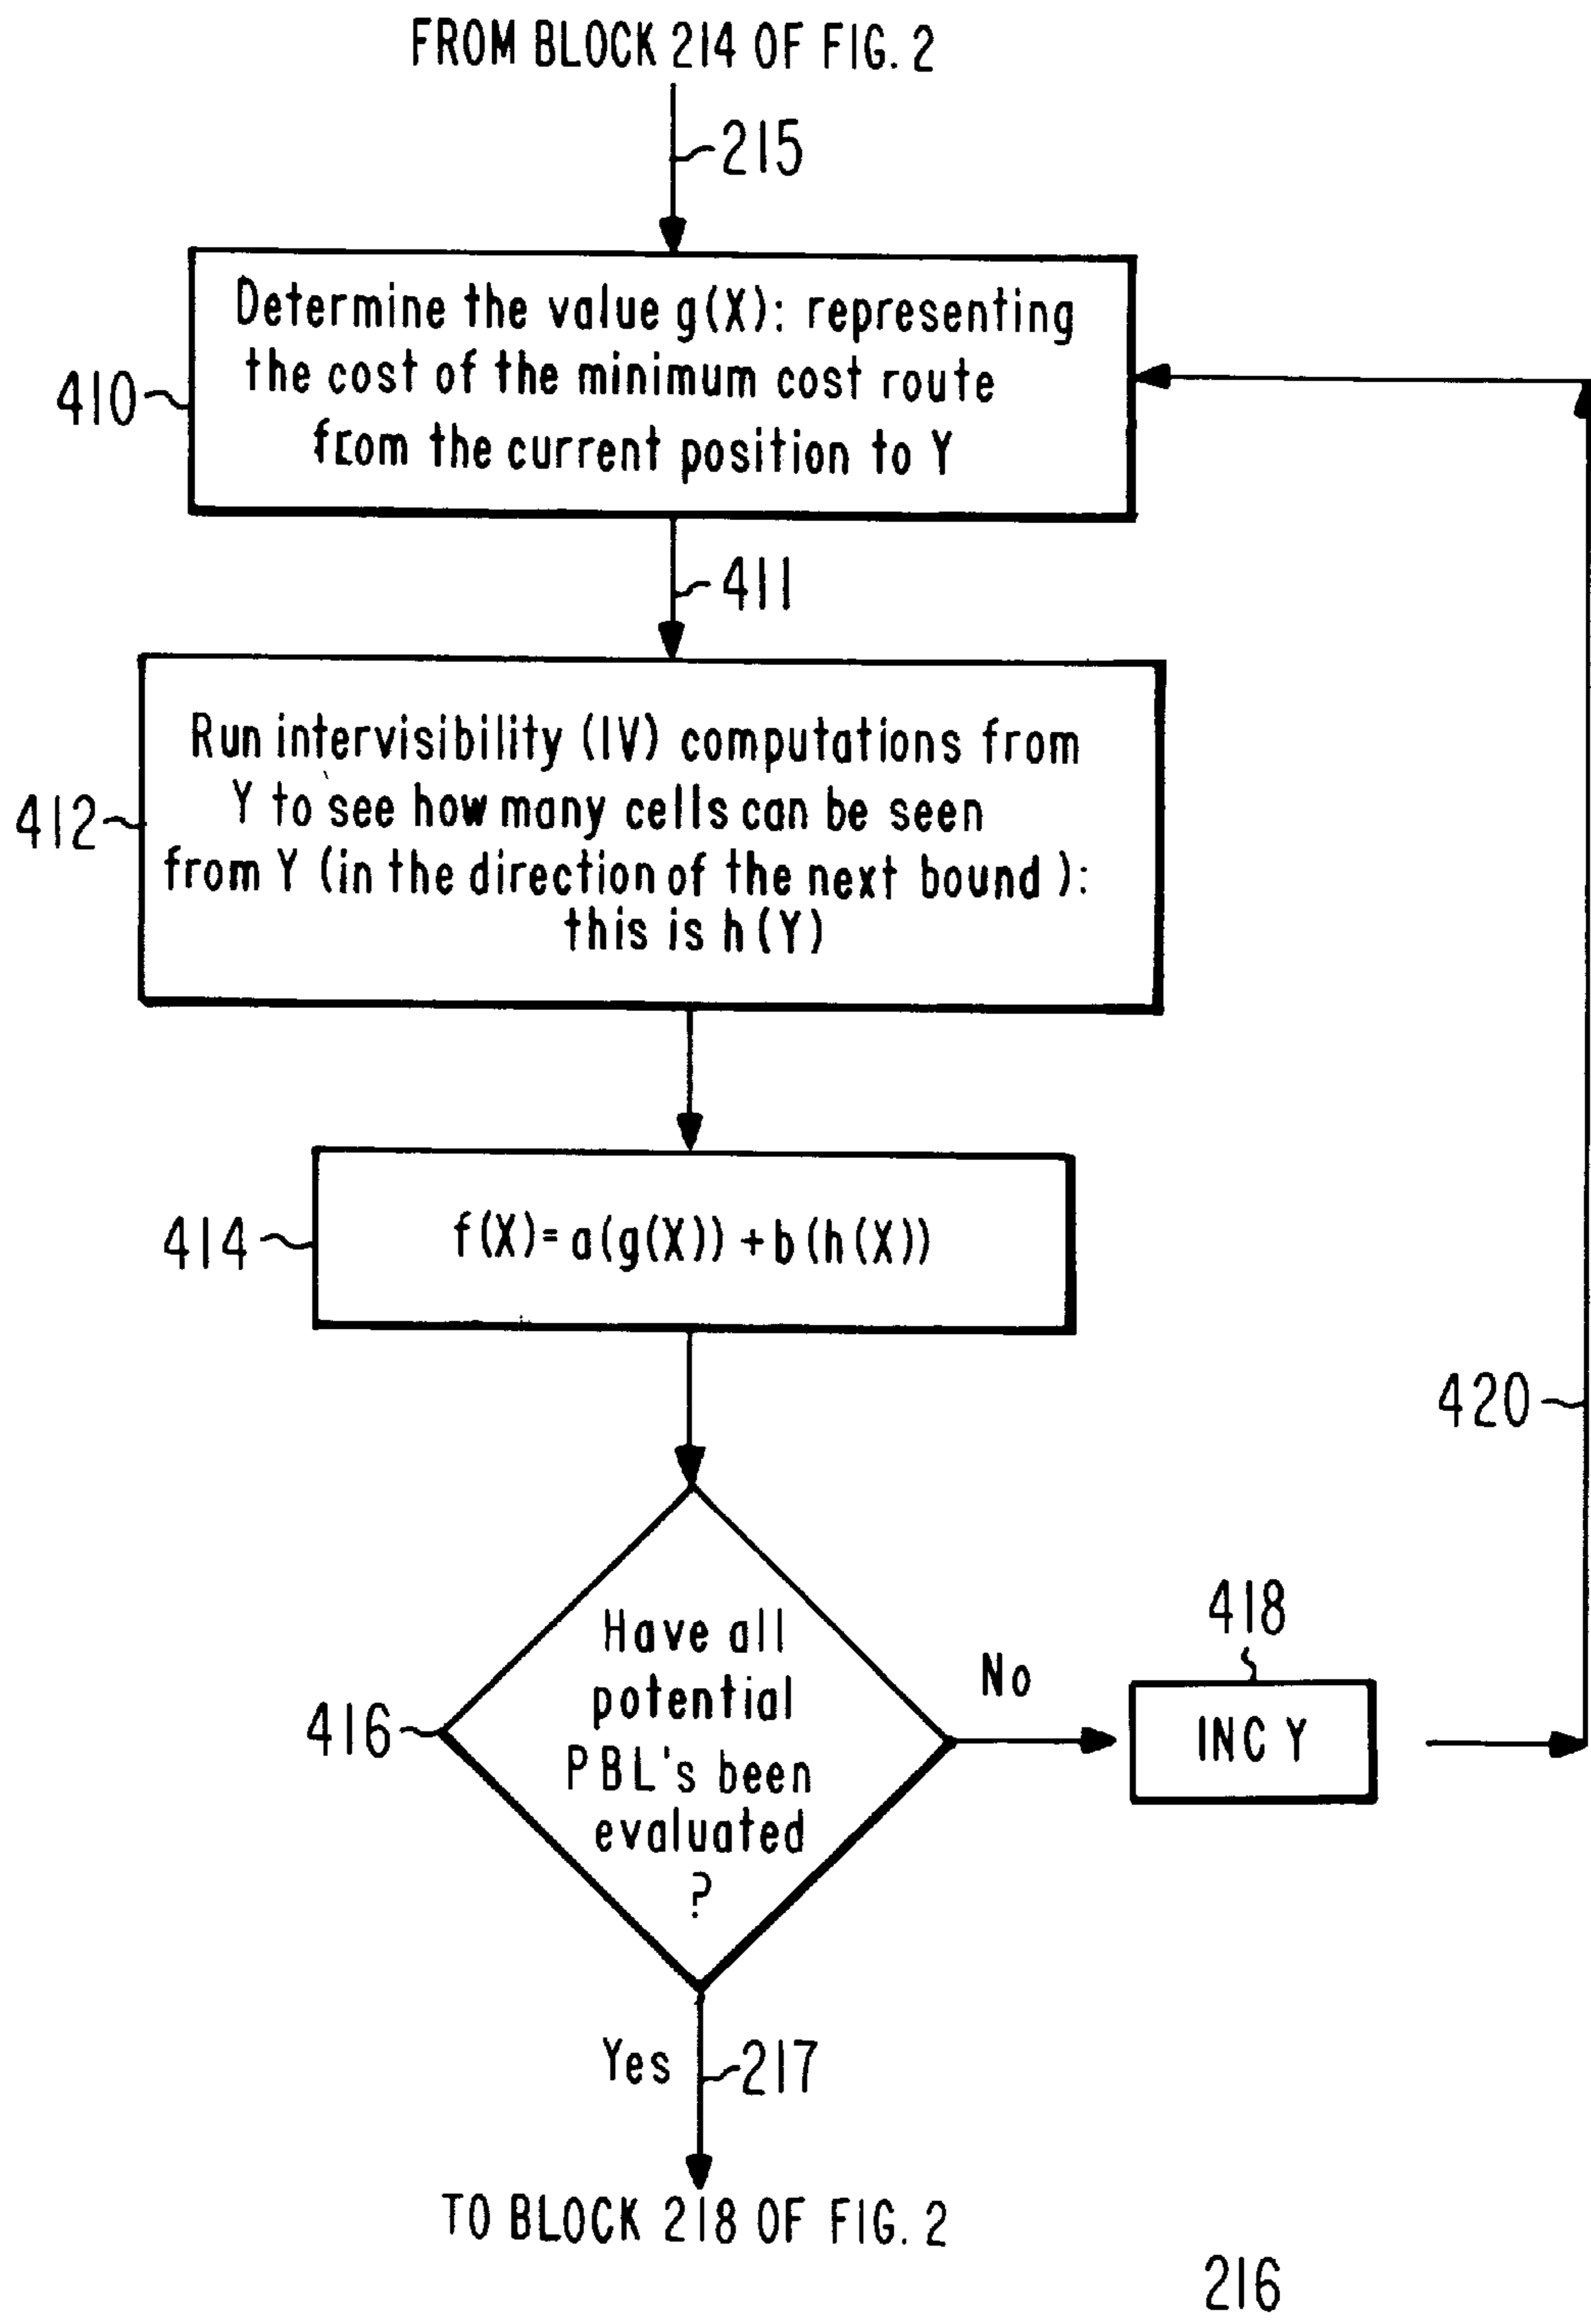 FROM BLOCK 214 OF FIG. 2
215
Determine the value g(X): representing
the cost of the minimum cost route
from the current position to Y
410
411
Run intervisibility (IV) computations from
Y to see how many cells can be seen
from Y (in the direction of the next bound ):
this is h(Y)
412
f(X)= a(g(X)) + b(h(X))
414
420
Have all
potential
PBL's been
evaluated
?
416
No
418
INC Y
Yes
217
TO BLOCK 218 OF FIG. 2
216